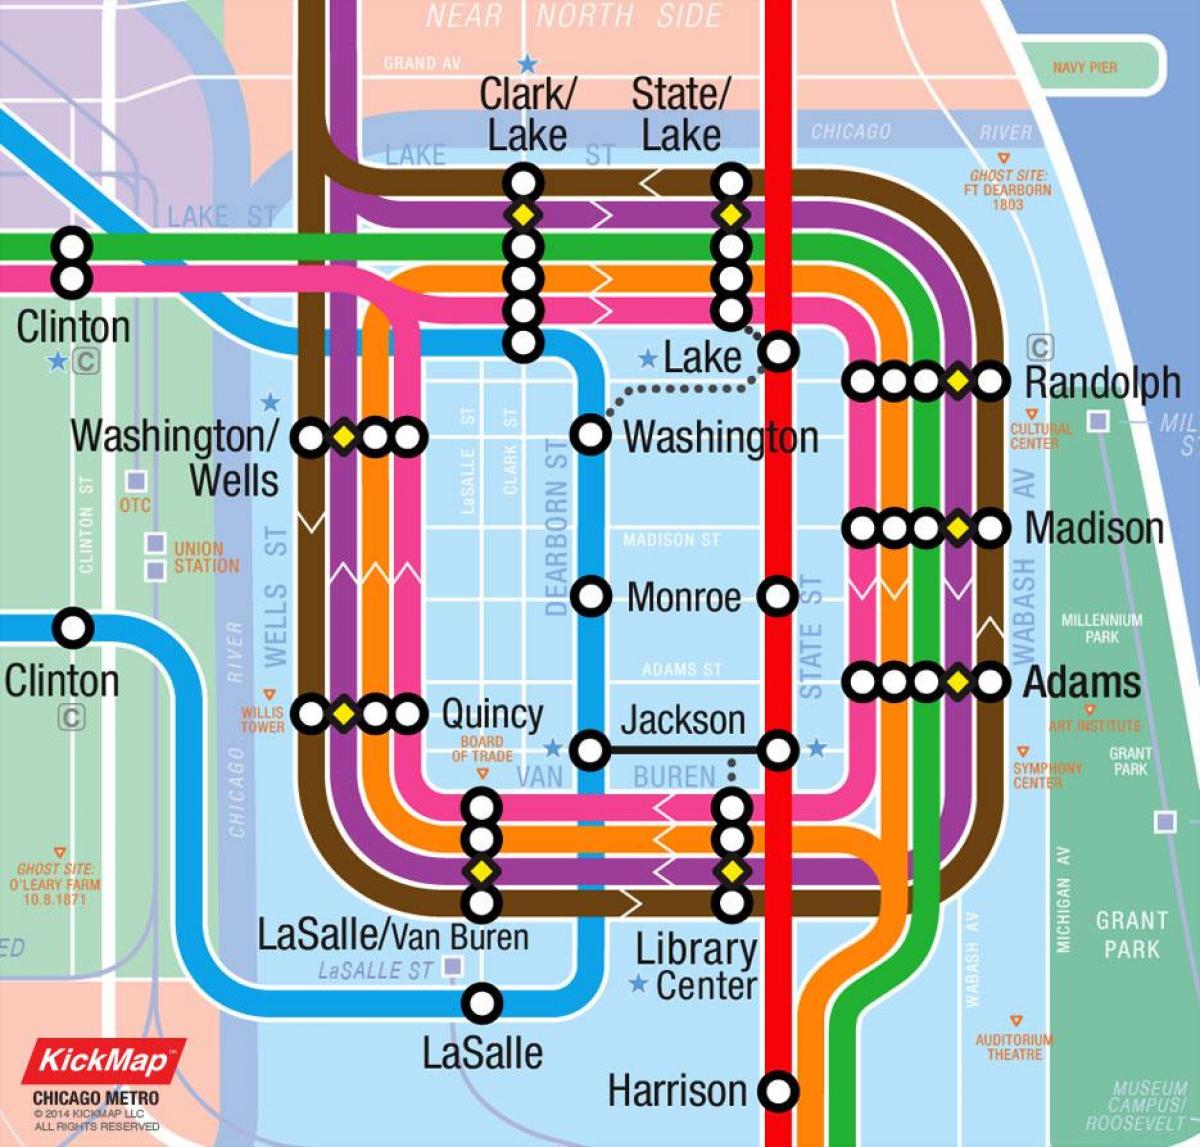 NEAR NORTH SIDE
GRAND AV
NAVY PIER
Clark/
Lake
State/
Lake
CHICAGO RIVER
LAKE ST
GHOST SITE:
FT DEARBORN
1803
LAKE ST
Clinton
C
Lake
C
Randolph
Washington/
Wells
Washington
CULTURAL
CENTER
MIL
S
LaSALLE ST
CLARK ST
DEARBORN ST
OTC
CLINTON ST
UNION
STATION
WELLS ST
MADISON ST
Madison
WABASH AV
Monroe
STATE ST
MILLENNIUM
PARK
Clinton
C
CHICAGO RIVER
ADAMS ST
Adams
WILLIS
TOWER
Quincy
BOARD
OF TRADE
Jackson
ART INSTITUTE
VAN BUREN
SYMPHONY
CENTER
GRANT
PARK
GHOST SITE:
O'LEARY FARM
10.8.1871
MICHIGAN AV
ED
LaSalle/Van Buren
LaSALLE ST
Library
Center
WABASH AV
GRANT
PARK
LaSalle
AUDITORIUM
THEATRE
Harrison
KickMap™
CHICAGO METRO
© 2014 KICKMAP LLC
ALL RIGHTS RESERVED
MUSEUM
CAMPUS/
ROOSEVELT